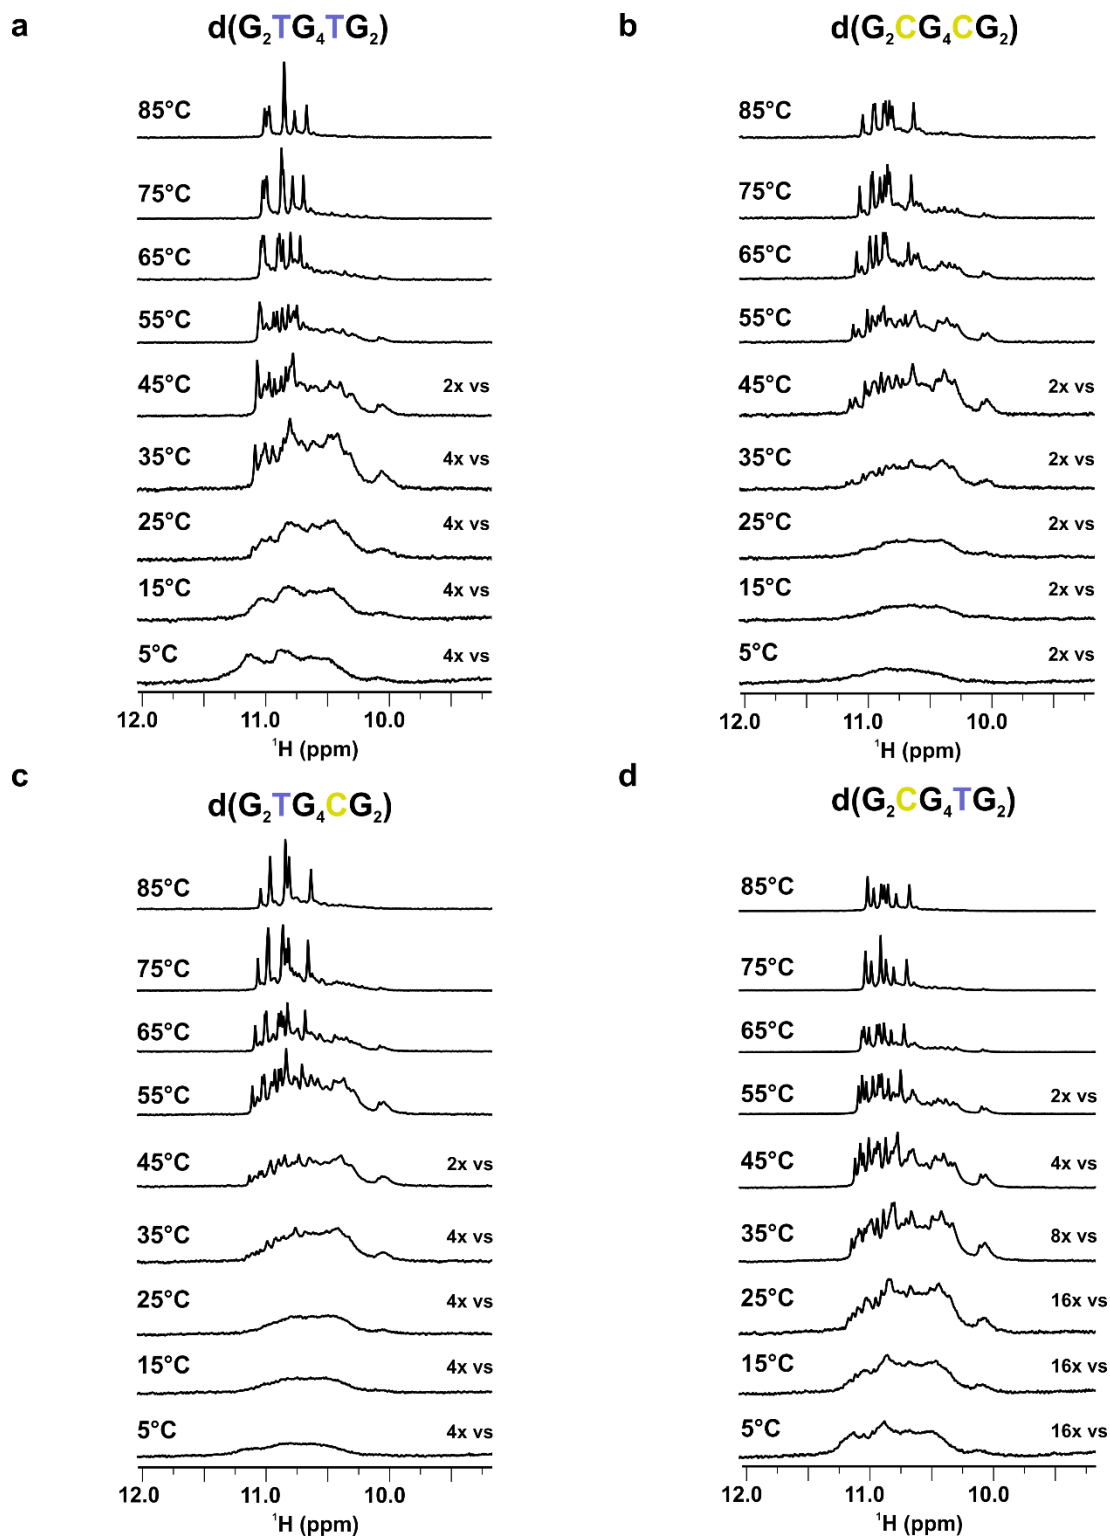 a
d(G₂TG₄TG₂)
85°C
75°C
65°C
55°C
45°C 2x vs
35°C 4x vs
25°C 4x vs
15°C 4x vs
5°C 4x vs
12.0 11.0 10.0
¹H (ppm)
b
d(G₂CG₄CG₂)
85°C
75°C
65°C
55°C
45°C 2x vs
35°C 2x vs
25°C 2x vs
15°C 2x vs
5°C 2x vs
12.0 11.0 10.0
¹H (ppm)
c
d(G₂TG₄CG₂)
85°C
75°C
65°C
55°C
45°C 2x vs
35°C 4x vs
25°C 4x vs
15°C 4x vs
5°C 4x vs
12.0 11.0 10.0
¹H (ppm)
d
d(G₂CG₄TG₂)
85°C
75°C
65°C
55°C 2x vs
45°C 4x vs
35°C 8x vs
25°C 16x vs
15°C 16x vs
5°C 16x vs
12.0 11.0 10.0
¹H (ppm)